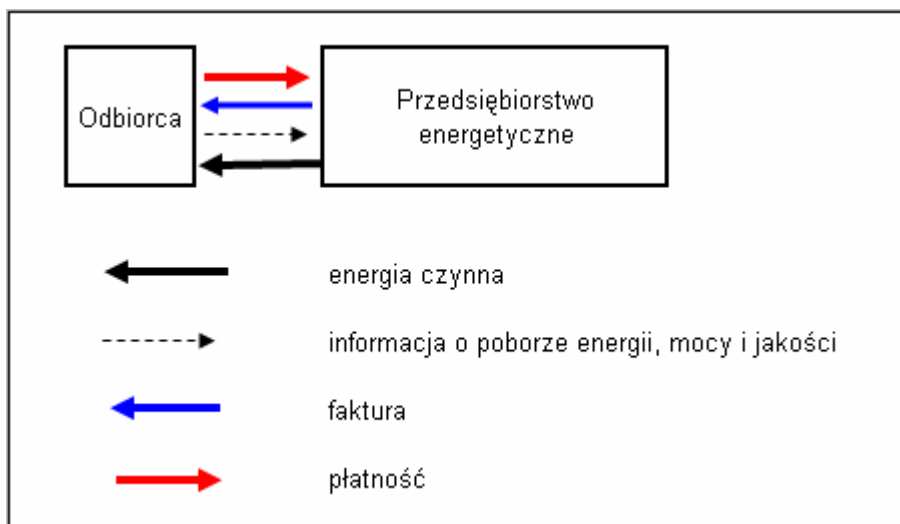 Odbiorca
Przedsiębiorstwo
energetyczne
energia czynna
informacja o poborze energii, mocy i jakości
faktura
płatność